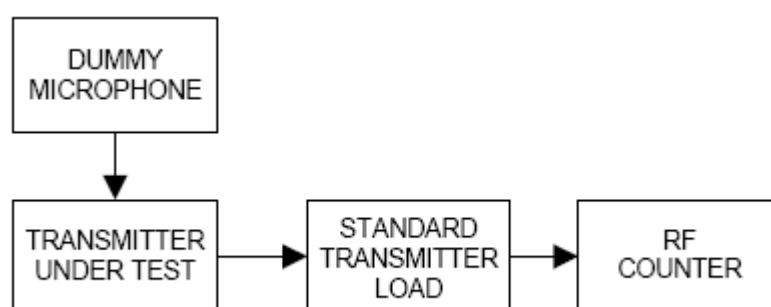 DUMMY
MICROPHONE
TRANSMITTER
UNDER TEST
STANDARD
TRANSMITTER
LOAD
RF
COUNTER